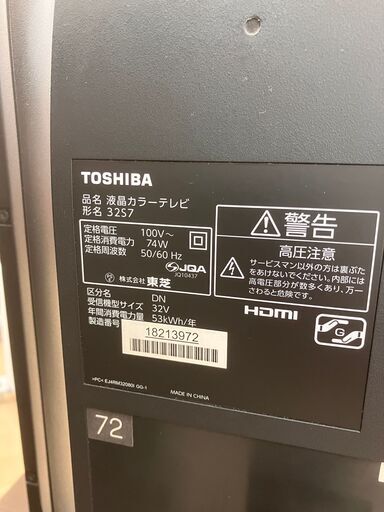 TOSHIBA
品名 液晶カラーテレビ
形名 32S7
定格電圧 100V~
定格消費電力 74W
定格周波数 50/60 Hz
JQA
JQ10437
株式会社 東芝
区分名 DN
受信機型サイズ 32V
年間消費電力量 53kWh/年
製造番号
18213972
MADE IN CHINA
警告
高圧注意
サービスマン以外の方は裏ぶた
をあけないでください。内部には
高電圧部分が数多くあり、万一
さわると危険です。
HDMI
G
72